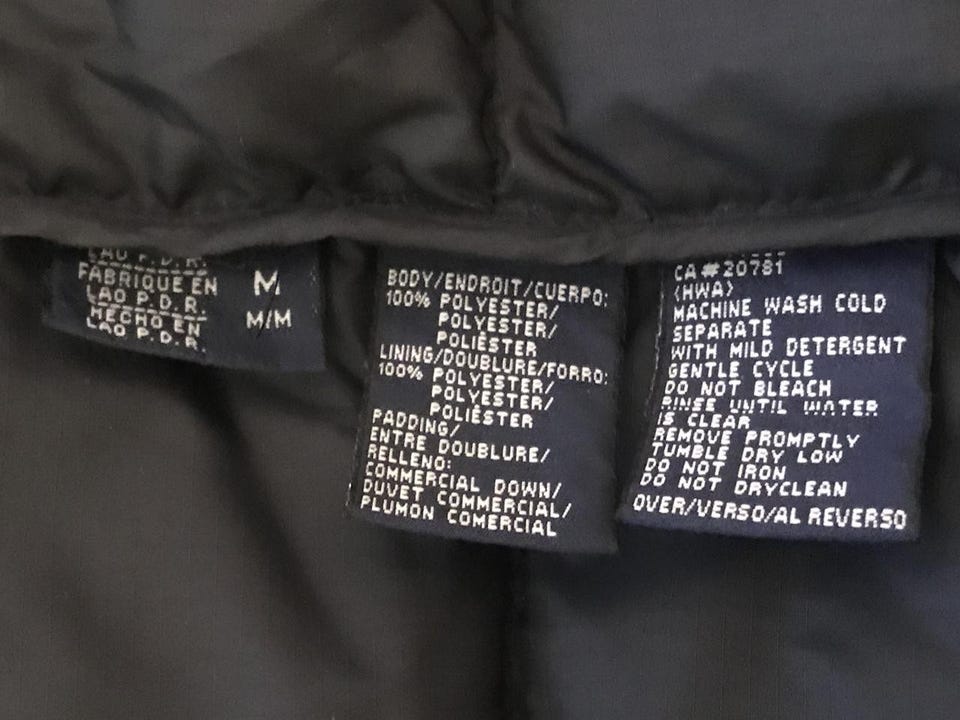 LAO P.D.R.
FABRIQUE EN
LAO P.D.R.
HECHO EN
LAO P.D.R.
M
M/M
BODY/ENDROIT/CUERPO:
100% POLYESTER/
POLYESTER/
POLIÉSTER
LINING/DOUBLURE/FORRO:
100% POLYESTER/
POLYESTER/
POLIÉSTER
PADDING/
ENTRE DOUBLURE/
RELLENO:
COMMERCIAL DOWN/
DUVET COMMERCIAL/
PLUMON COMERCIAL
CA#20781
(HWA)
MACHINE WASH COLD
SEPARATE
WITH MILD DETERGENT
GENTLE CYCLE
DO NOT BLEACH
RINSE UNTIL WATER
IS CLEAR
REMOVE PROMPTLY
TUMBLE DRY LOW
DO NOT IRON
DO NOT DRYCLEAN
OVER/VERSO/AL REVERSO